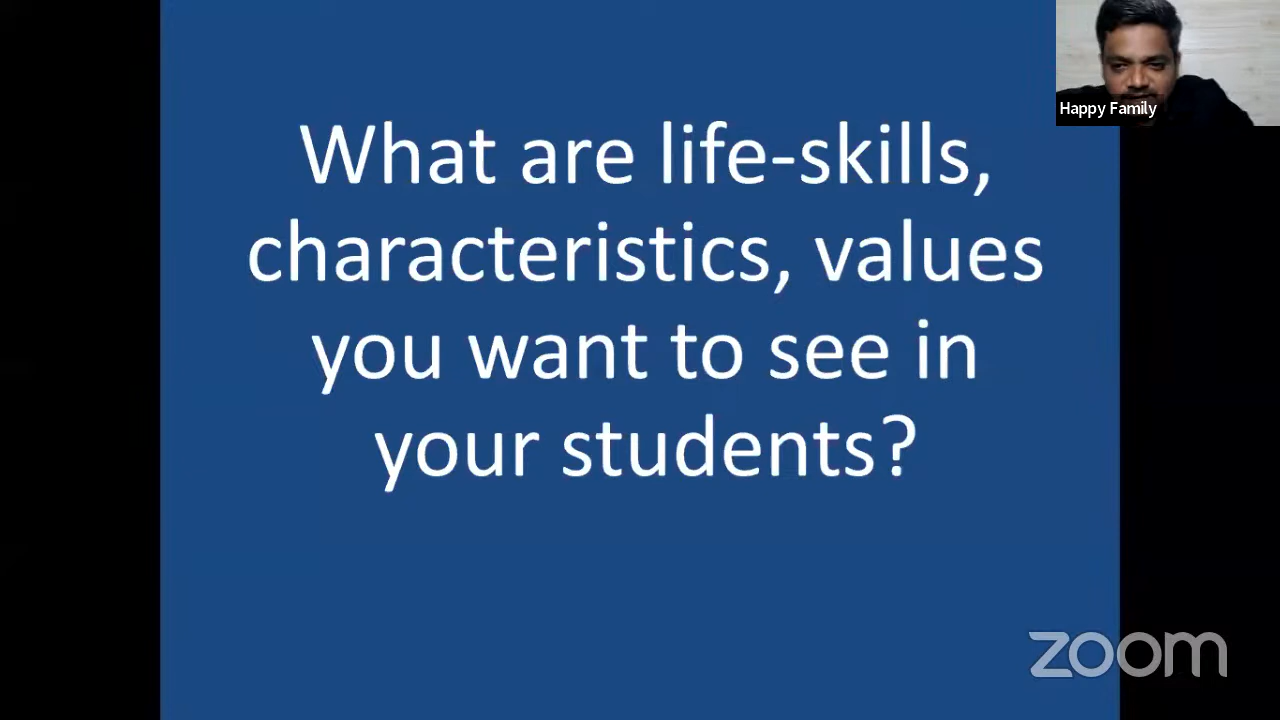 What are life-skills,
characteristics, values
you want to see in
your students?
Happy Family
zoom